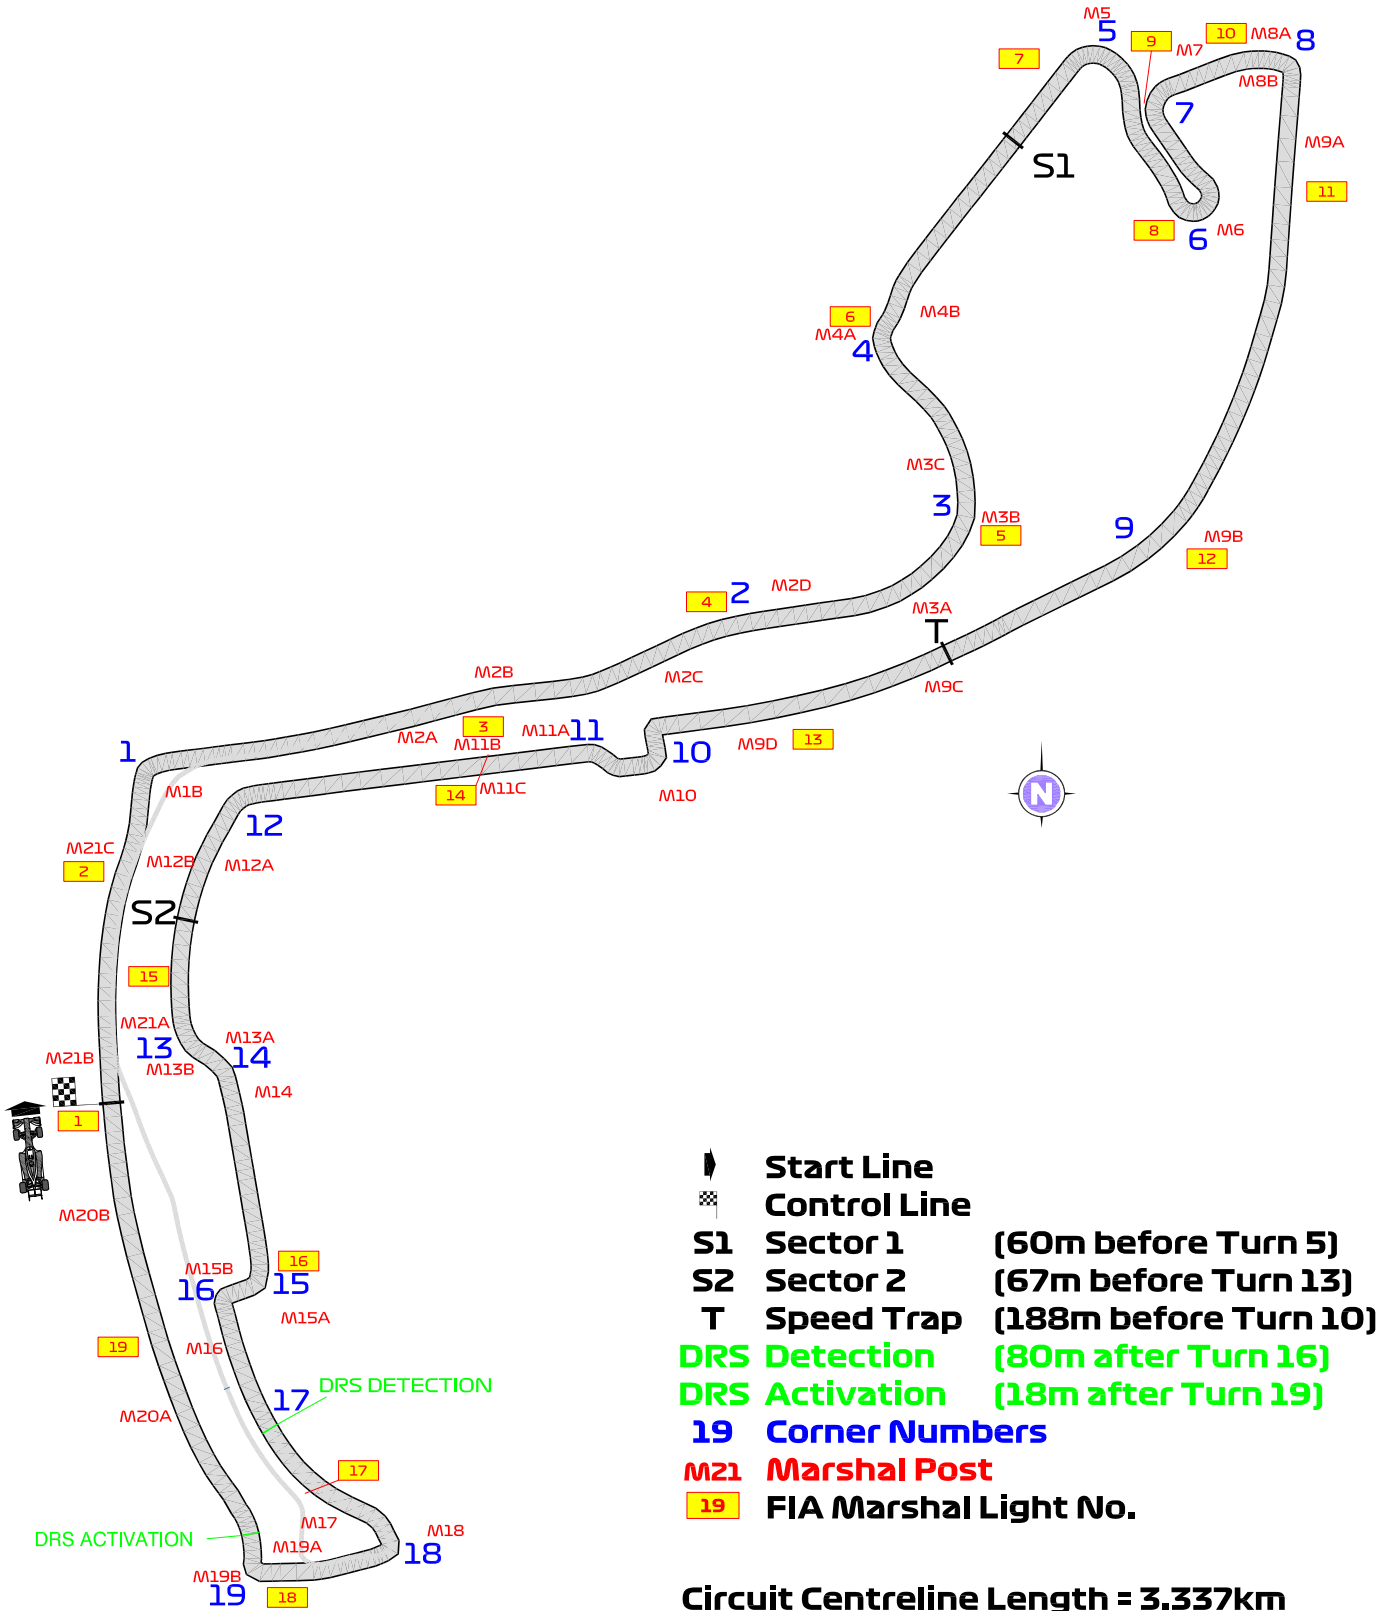 M5
5
10 M8A 8
9
M7
7
M8B
7
M9A
S1
11
8
6
M6
6
M4B
M4A
4
M3C
3
M3B
5
9
M9B
12
4
2
M2D
M3A
T
M2B
M2C
M9C
3
M11A
11
M2A
M11B
M9D
13
1
10
M11C
14
M10
M1B
N
12
M21C
2
M12B
M12A
S2
15
M21A
M13A
13
14
M21B
M13B
M14
1
M20B
16
M15B
16
15
M15A
19
M16
DRS DETECTION
17
M20A
17
M17
M18
DRS ACTIVATION
M19A
18
M19B
19
18
Start Line
Control Line
S1 Sector 1 (60m before Turn 5)
S2 Sector 2 (67m before Turn 13)
T Speed Trap (188m before Turn 10)
DRS Detection (80m after Turn 16)
DRS Activation (18m after Turn 19)
19 Corner Numbers
M21 Marshal Post
19 FIA Marshal Light No.
Circuit Centreline Length = 3.337km